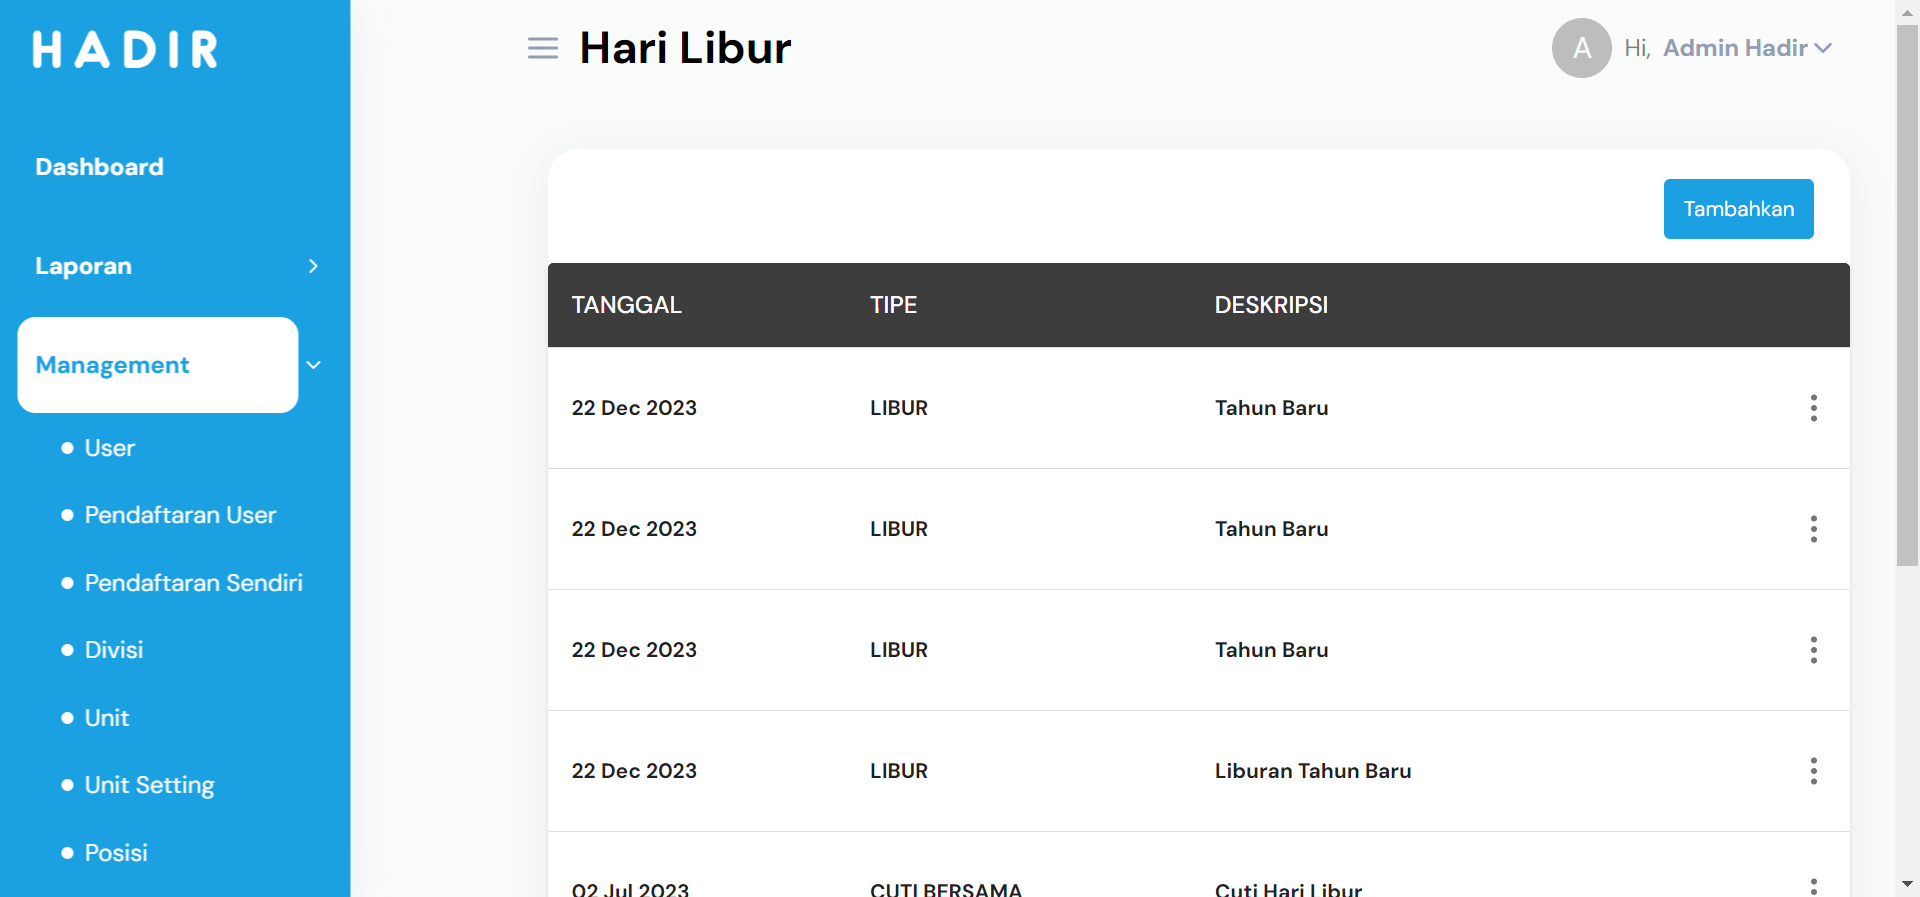 HADIR
Hari Libur
A Hi, Admin Hadir
Dashboard
Laporan
Management
User
Pendaftaran User
Pendaftaran Sendiri
Divisi
Unit
Unit Setting
Posisi
Tambahkan
TANGGAL TIPE DESKRIPSI
22 Dec 2023 LIBUR Tahun Baru
22 Dec 2023 LIBUR Tahun Baru
22 Dec 2023 LIBUR Tahun Baru
22 Dec 2023 LIBUR Liburan Tahun Baru
02 Jul 2023 CUTI BERSAMA Cuti Hari Libur